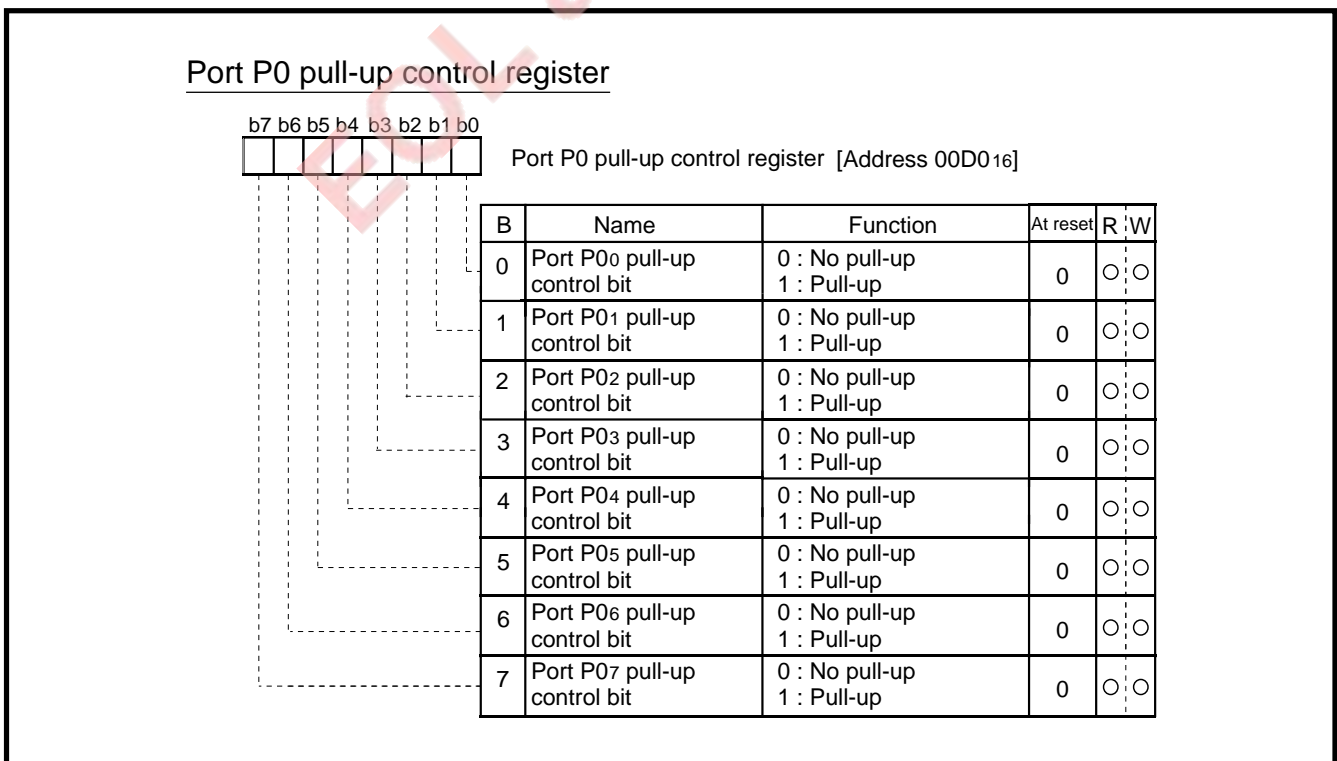 Port P0 pull-up control register
b7 b6 b5 b4 b3 b2 b1 b0
Port P0 pull-up control register [Address 00D016]
B Name Function At reset R W
0 Port P00 pull-up control bit 0 : No pull-up 1 : Pull-up 0 ○ ○
1 Port P01 pull-up control bit 0 : No pull-up 1 : Pull-up 0 ○ ○
2 Port P02 pull-up control bit 0 : No pull-up 1 : Pull-up 0 ○ ○
3 Port P03 pull-up control bit 0 : No pull-up 1 : Pull-up 0 ○ ○
4 Port P04 pull-up control bit 0 : No pull-up 1 : Pull-up 0 ○ ○
5 Port P05 pull-up control bit 0 : No pull-up 1 : Pull-up 0 ○ ○
6 Port P06 pull-up control bit 0 : No pull-up 1 : Pull-up 0 ○ ○
7 Port P07 pull-up control bit 0 : No pull-up 1 : Pull-up 0 ○ ○
EOL